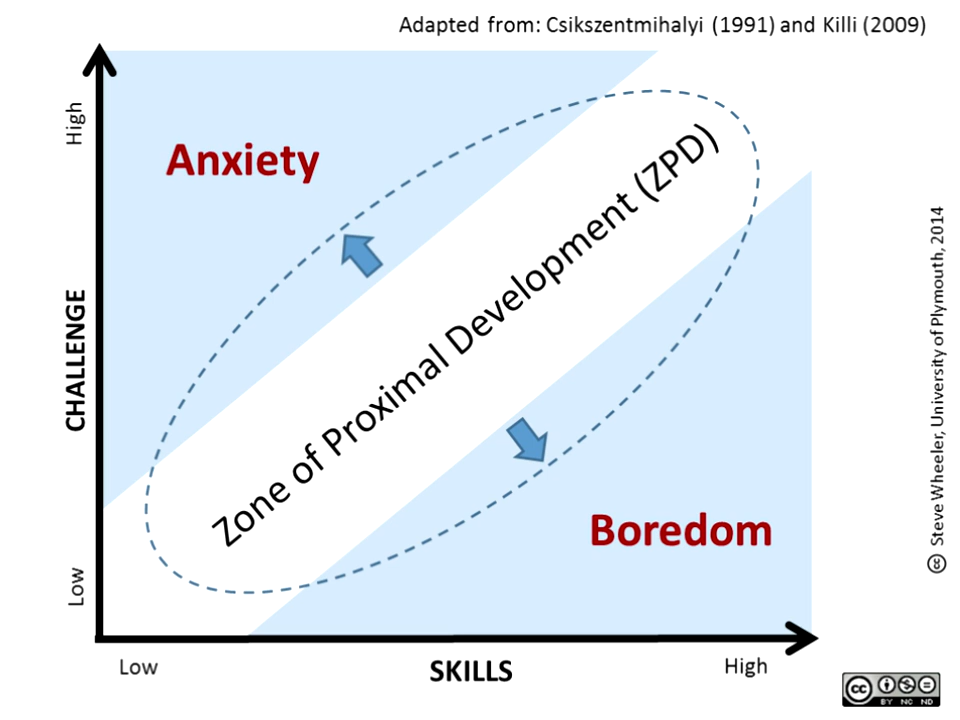 Adapted from: Csikszentmihalyi (1991) and Killi (2009)
High
Anxiety
Zone of Proximal Development (ZPD)
CHALLENGE
Boredom
Low
Low
SKILLS
High
cc Steve Wheeler, University of Plymouth, 2014
cc
BY NC ND